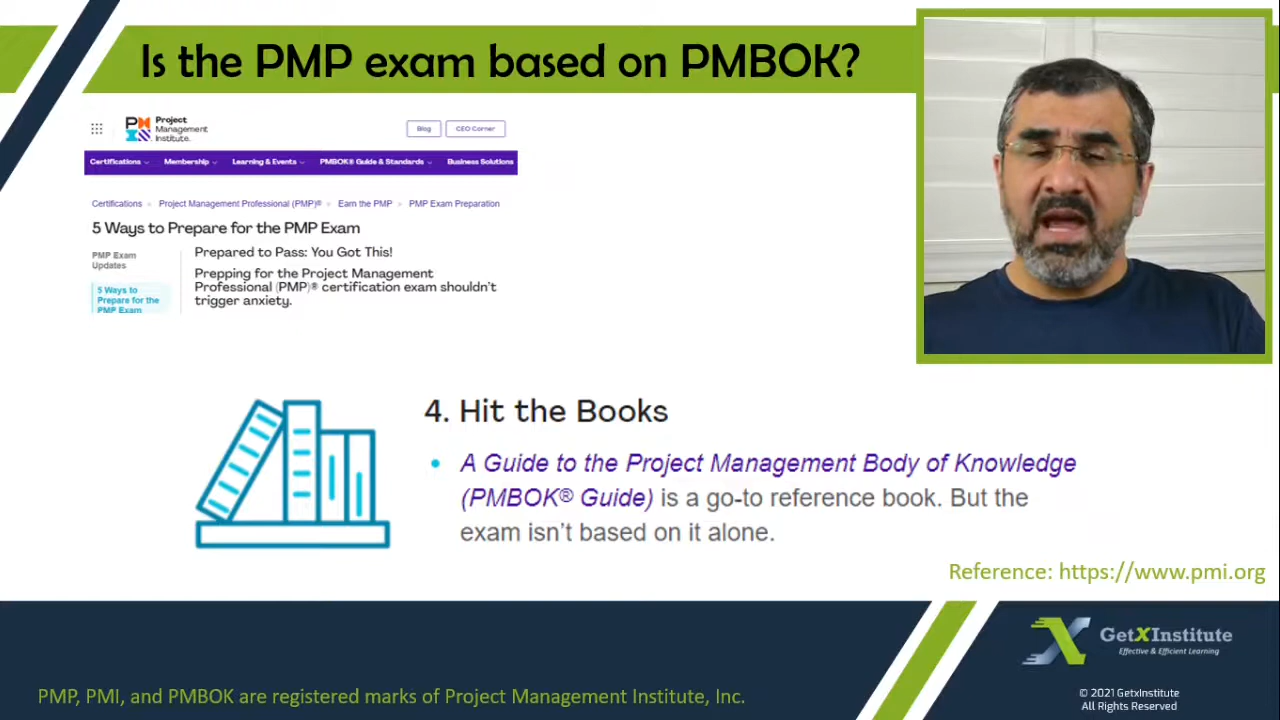 Is the PMP exam based on PMBOK?
Project
Management
Institute.
Blog
CEO Corner
Certifications
Membership
Learning & Events
PMBOK® Guide & Standards
Business Solutions
Certifications
Project Management Professional (PMP)®
Earn the PMP
PMP Exam Preparation
5 Ways to Prepare for the PMP Exam
PMP Exam
Updates
5 Ways to
Prepare for the
PMP Exam
Prepared to Pass: You Got This!
Prepping for the Project Management
Professional (PMP)® certification exam shouldn't
trigger anxiety.
4. Hit the Books
• A Guide to the Project Management Body of Knowledge
(PMBOK® Guide) is a go-to reference book. But the
exam isn't based on it alone.
Reference: https://www.pmi.org
GetXInstitute
Effective & Efficient Learning
PMP, PMI, and PMBOK are registered marks of Project Management Institute, Inc.
© 2021 GetxInstitute
All Rights Reserved